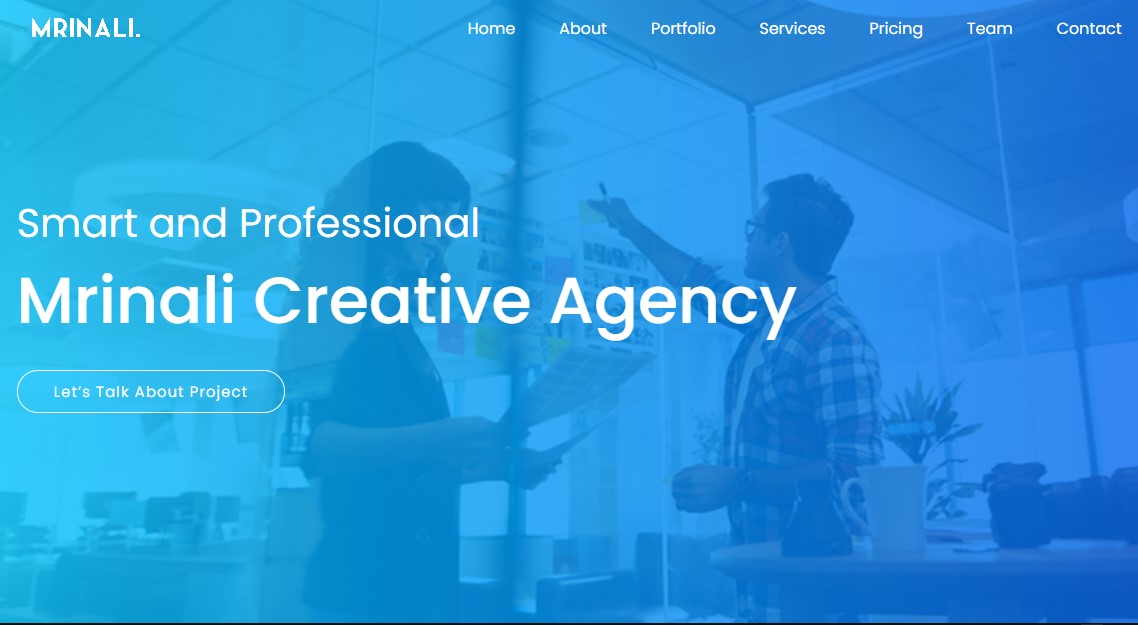 MRINALI.
Home About Portfolio Services Pricing Team Contact
Smart and Professional
Mrinali Creative Agency
Let’s Talk About Project